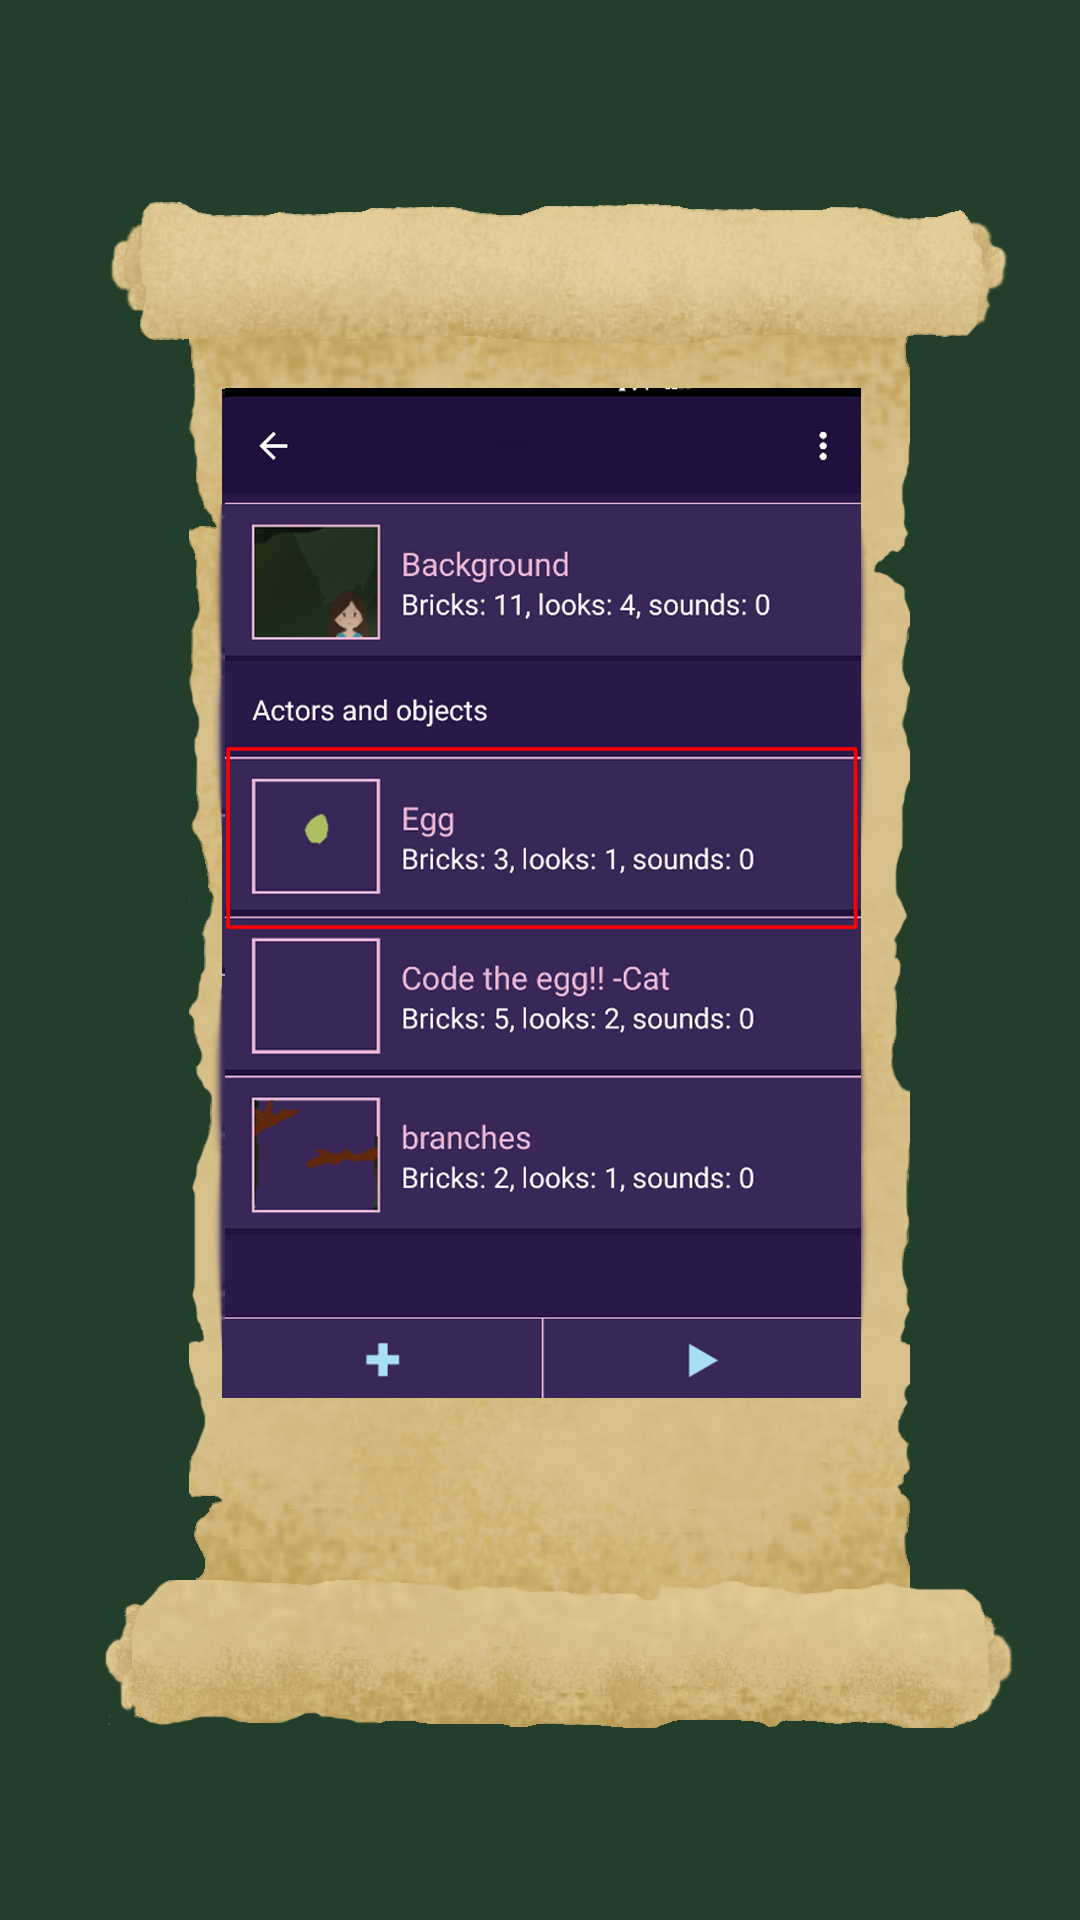 Background
Bricks: 11, looks: 4, sounds: 0
Actors and objects
Egg
Bricks: 3, looks: 1, sounds: 0
Code the egg!! -Cat
Bricks: 5, looks: 2, sounds: 0
branches
Bricks: 2, looks: 1, sounds: 0